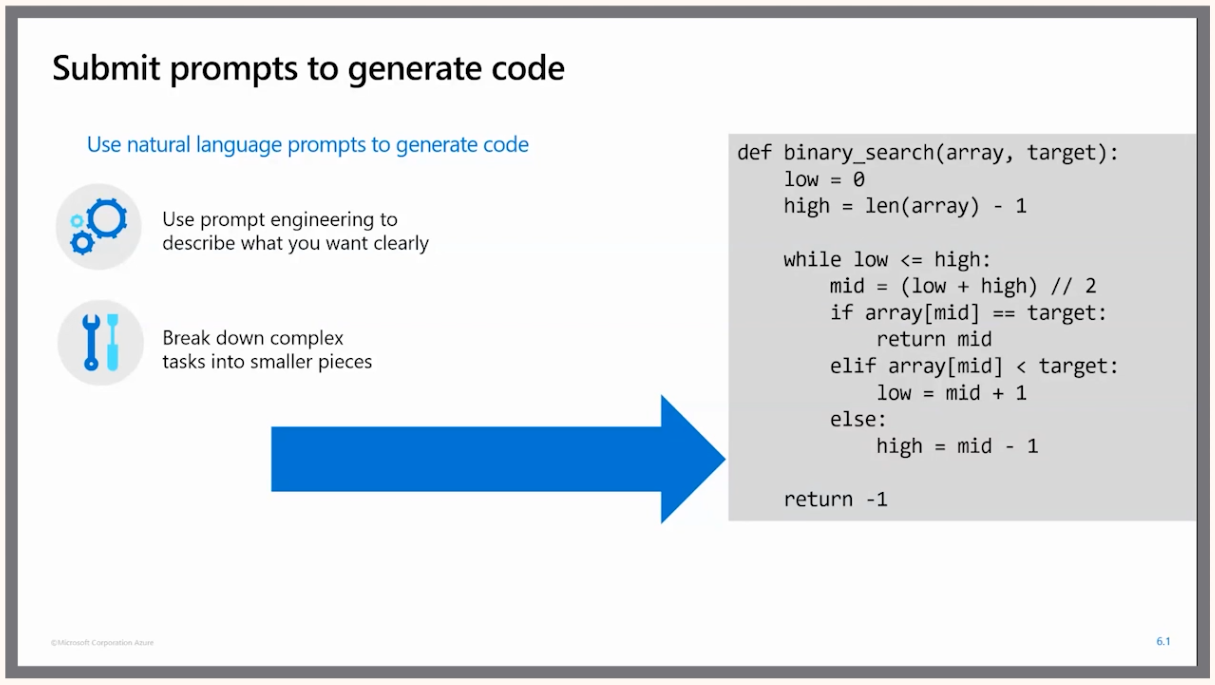 Submit prompts to generate code
Use natural language prompts to generate code
Use prompt engineering to
describe what you want clearly
Break down complex
tasks into smaller pieces
def binary_search(array, target):
    low = 0
    high = len(array) - 1
    while low <= high:
        mid = (low + high) // 2
        if array[mid] == target:
            return mid
        elif array[mid] < target:
            low = mid + 1
        else:
            high = mid - 1
    return -1
©Microsoft Corporation Azure
6.1